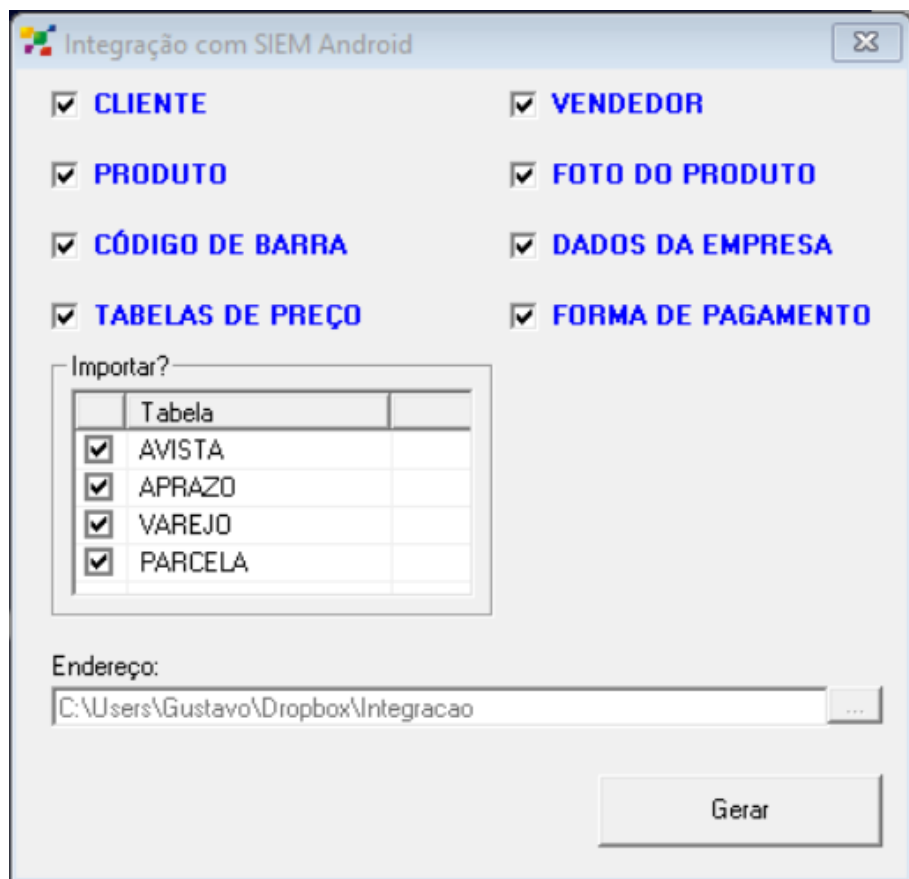 Integração com SIEM Android
CLIENTE VENDEDOR
PRODUTO FOTO DO PRODUTO
CÓDIGO DE BARRA DADOS DA EMPRESA
TABELAS DE PREÇO FORMA DE PAGAMENTO
Importar?
Tabela
AVISTA
APRAZO
VAREJO
PARCELA
Endereço:
C:\Users\Gustavo\Dropbox\Integracao ...
Gerar